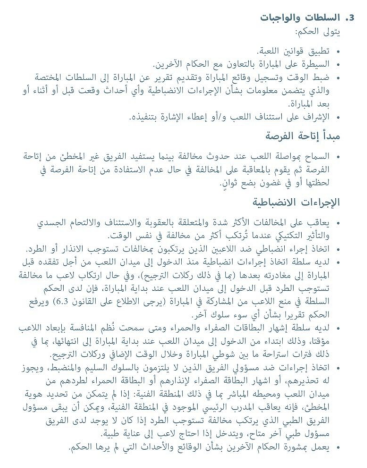 3. السلطات والواجبات
يتولى الحكم:
• تطبيق قوانين اللعبة.
• السيطرة على المباراة بالتعاون مع الحكام الآخرين.
• ضبط الوقت وتسجيل وقائع المباراة وتقديم تقرير عن المباراة إلى السلطات المختصة
والذي يتضمن معلومات بشأن الإجراءات الانضباطية وأي أحداث وقعت قبل أو أثناء أو
بعد المباراة.
• الإشراف على استئناف اللعب و/أو إعطاء الإشارة بتنفيذه.
مبدأ إتاحة الفرصة
• السماح بمواصلة اللعب عند حدوث مخالفة بينما يستفيد الفريق غير المخطئ من إتاحة
الفرصة ثم يقوم بالمعاقبة على المخالفة في حال عدم الاستفادة من إتاحة الفرصة في
لحظتها أو في غضون بضع ثوانٍ.
الإجراءات الانضباطية
• يعاقب على المخالفات الأكثر شدة والمتعلقة بالعقوبة والاستئناف والالتحام الجسدي
والتأثير التكتيكي عندما تُرتكب أكثر من مخالفة في نفس الوقت.
• اتخاذ إجراء انضباطي ضد اللاعبين الذين يرتكبون بمخالفات تستوجب الانذار أو الطرد.
• لديه سلطة اتخاذ إجراءات انضباطية منذ الدخول إلى ميدان اللعب من أجل تفقده قبل
المباراة إلى مغادرته بعدها (بما في ذلك ركلات الترجيح)، وفي حال ارتكاب لاعب ما مخالفة
تستوجب الطرد قبل الدخول إلى ميدان اللعب عند بداية المباراة، فإن لدى الحكم
السلطة في منع اللاعب من المشاركة في المباراة (يرجى الاطلاع على القانون 6.3) ويرفع
الحكم تقريرا بشأن أي سوء سلوك آخر.
• لديه سلطة إشهار البطاقات الصفراء والحمراء ومتى سمحت نُظم المنافسة بإبعاد اللاعب
مؤقتا، وذلك ابتداء من الدخول إلى ميدان اللعب عند بداية المباراة إلى انتهائها، بما في
ذلك فترات استراحة ما بين شوطي المباراة وخلال الوقت الإضافي وركلات الترجيح.
• اتخاذ إجراءات ضد مسؤولي الفريق الذين لا يلتزمون بالسلوك السليم والمنضبط، ويجوز
له تحذيرهم، أو اشهار البطاقة الصفراء لإنذارهم أو البطاقة الحمراء لطردهم من
ميدان اللعب ومحيطه المباشر بما في ذلك المنطقة الفنية: إذا لم يتمكن من تحديد هوية
المخطئ، فإنه يعاقب المدرب الرئيسي الموجود في المنطقة الفنية، ويمكن أن يبقى مسؤول
الفريق الطبي الذي يرتكب مخالفة تستوجب الطرد إذا كان لا يوجد لدى الفريق
مسؤول طبي آخر متاح، ويتدخل إذا احتاج لاعب إلى عناية طبية.
• يعمل بمشورة الحكام الآخرين بشأن الوقائع والأحداث التي لم يرها الحكم.